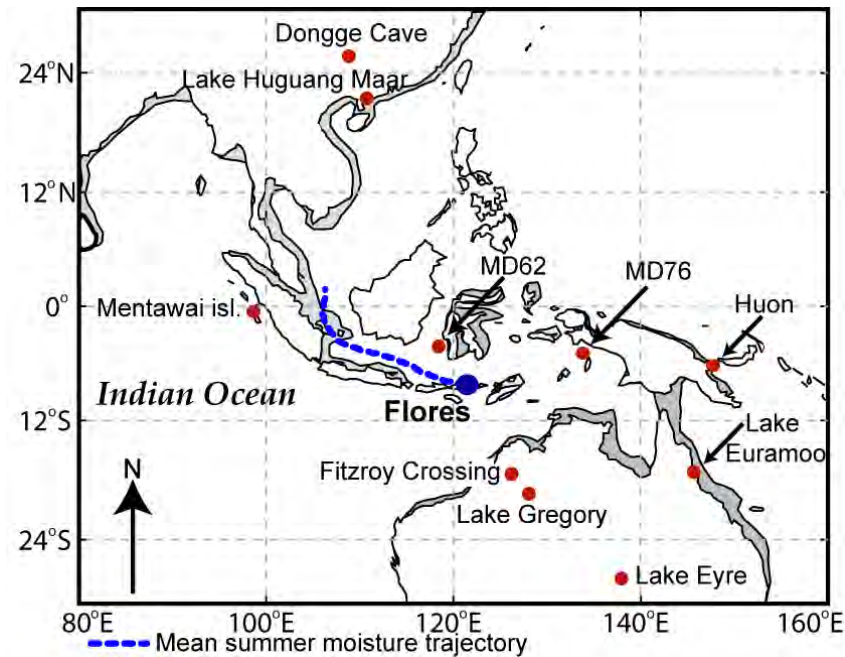 Dongge Cave
24°N
Lake Huguang Maar
12°N
MD62
MD76
0°
Mentawai isl.
Huon
Indian Ocean
Flores
12°S
Lake
Euramoo
N
Fitzroy Crossing
Lake Gregory
24°S
Lake Eyre
80°E
100°E
120°E
140°E
160°E
Mean summer moisture trajectory